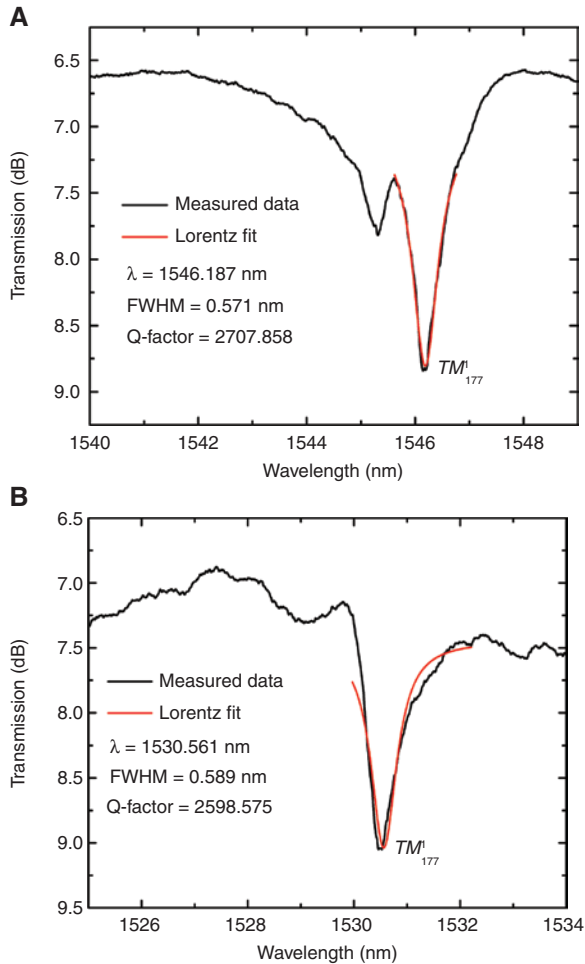 A
6.5
7.0
7.5
8.0
8.5
9.0
Transmission (dB)
Measured data
Lorentz fit
λ = 1546.187 nm
FWHM = 0.571 nm
Q-factor = 2707.858
TM¹₁₇₇
1540 1542 1544 1546 1548
Wavelength (nm)
B
6.5
7.0
7.5
8.0
8.5
9.0
9.5
Transmission (dB)
Measured data
Lorentz fit
λ = 1530.561 nm
FWHM = 0.589 nm
Q-factor = 2598.575
TM¹₁₇₇
1526 1528 1530 1532 1534
Wavelength (nm)